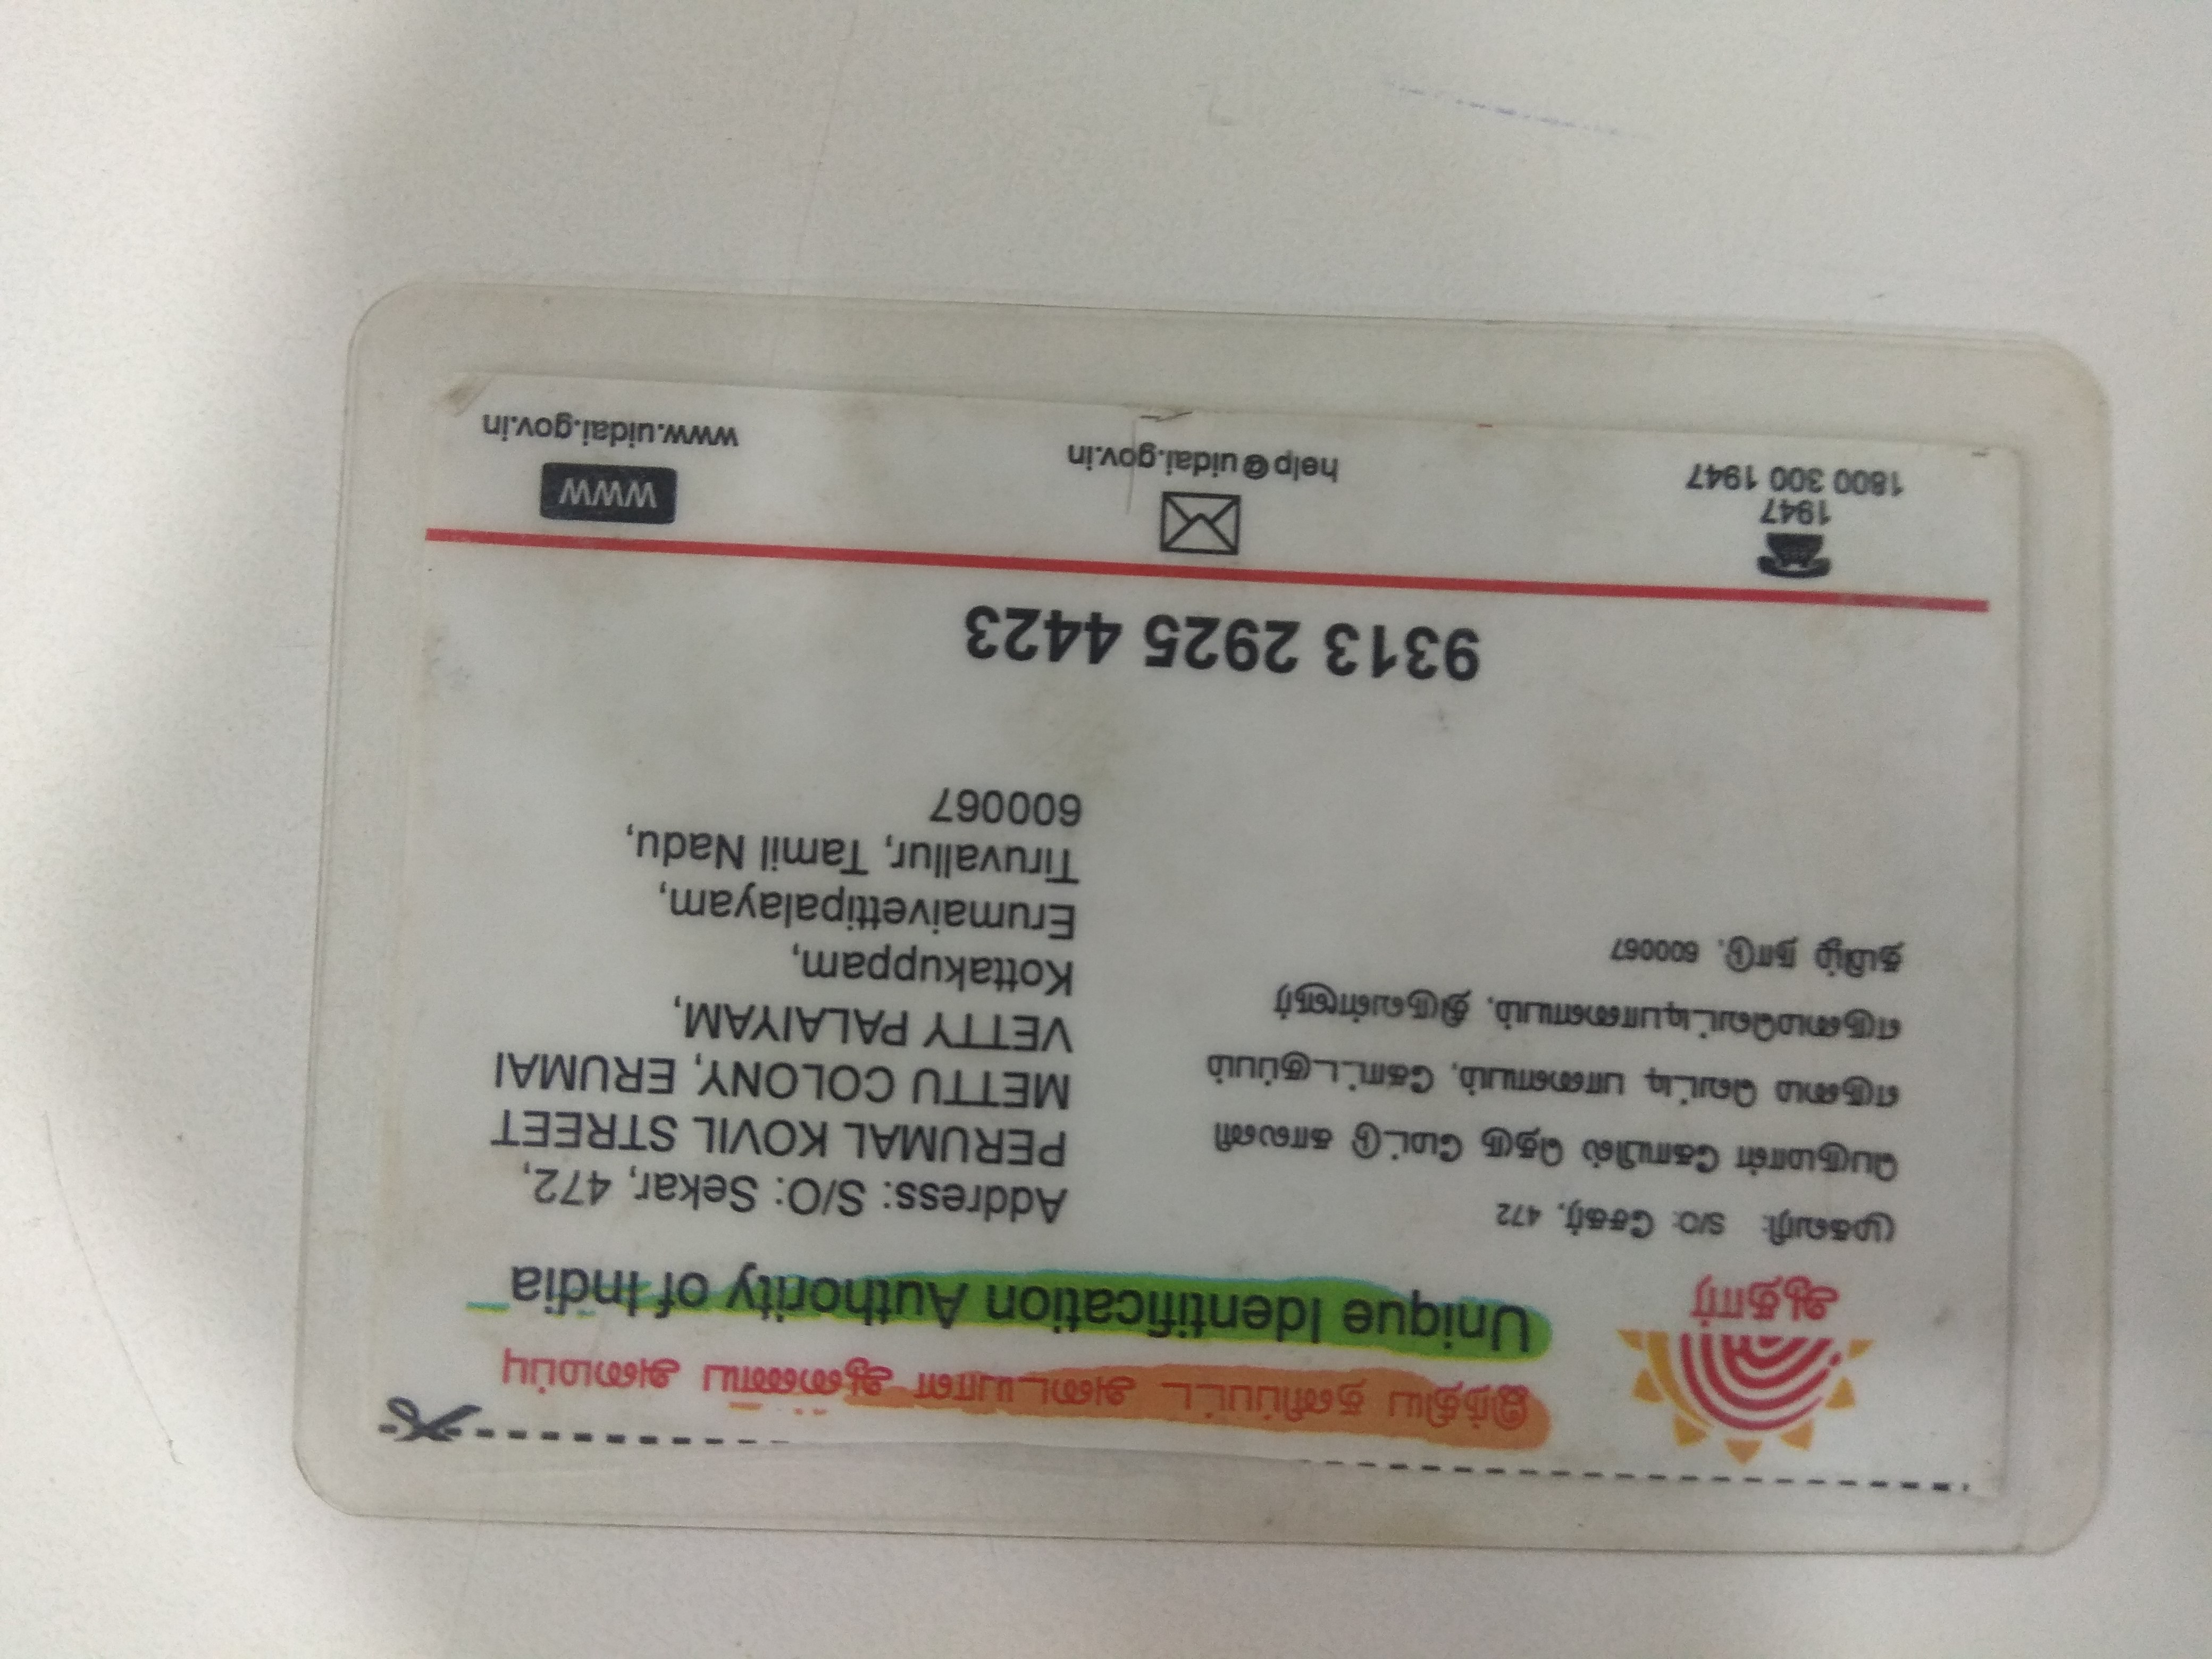 இந்திய தனிப்பட்ட அடையாள ஆணைய அமைப்பு
Unique Identification Authority of India
ஆதார்
முகவரி: S/O: சேகர், 472
பெருமாள் கோயில் தெரு மேட்டு காலனி
எருமை வெட்டி பாளையம், கோட்டகுப்பம்
எருமைவெட்டிபாளையம், திருவள்ளூர்
தமிழ் நாடு, 600067
Address: S/O: Sekar, 472,
PERUMAL KOVIL STREET
METTU COLONY, ERUMAI
VETTY PALAIYAM,
Kottakuppam,
Erumaivettipalayam,
Tiruvallur, Tamil Nadu,
600067
9313 2925 4423
1947
1800 300 1947
help@uidai.gov.in
WWW
www.uidai.gov.in